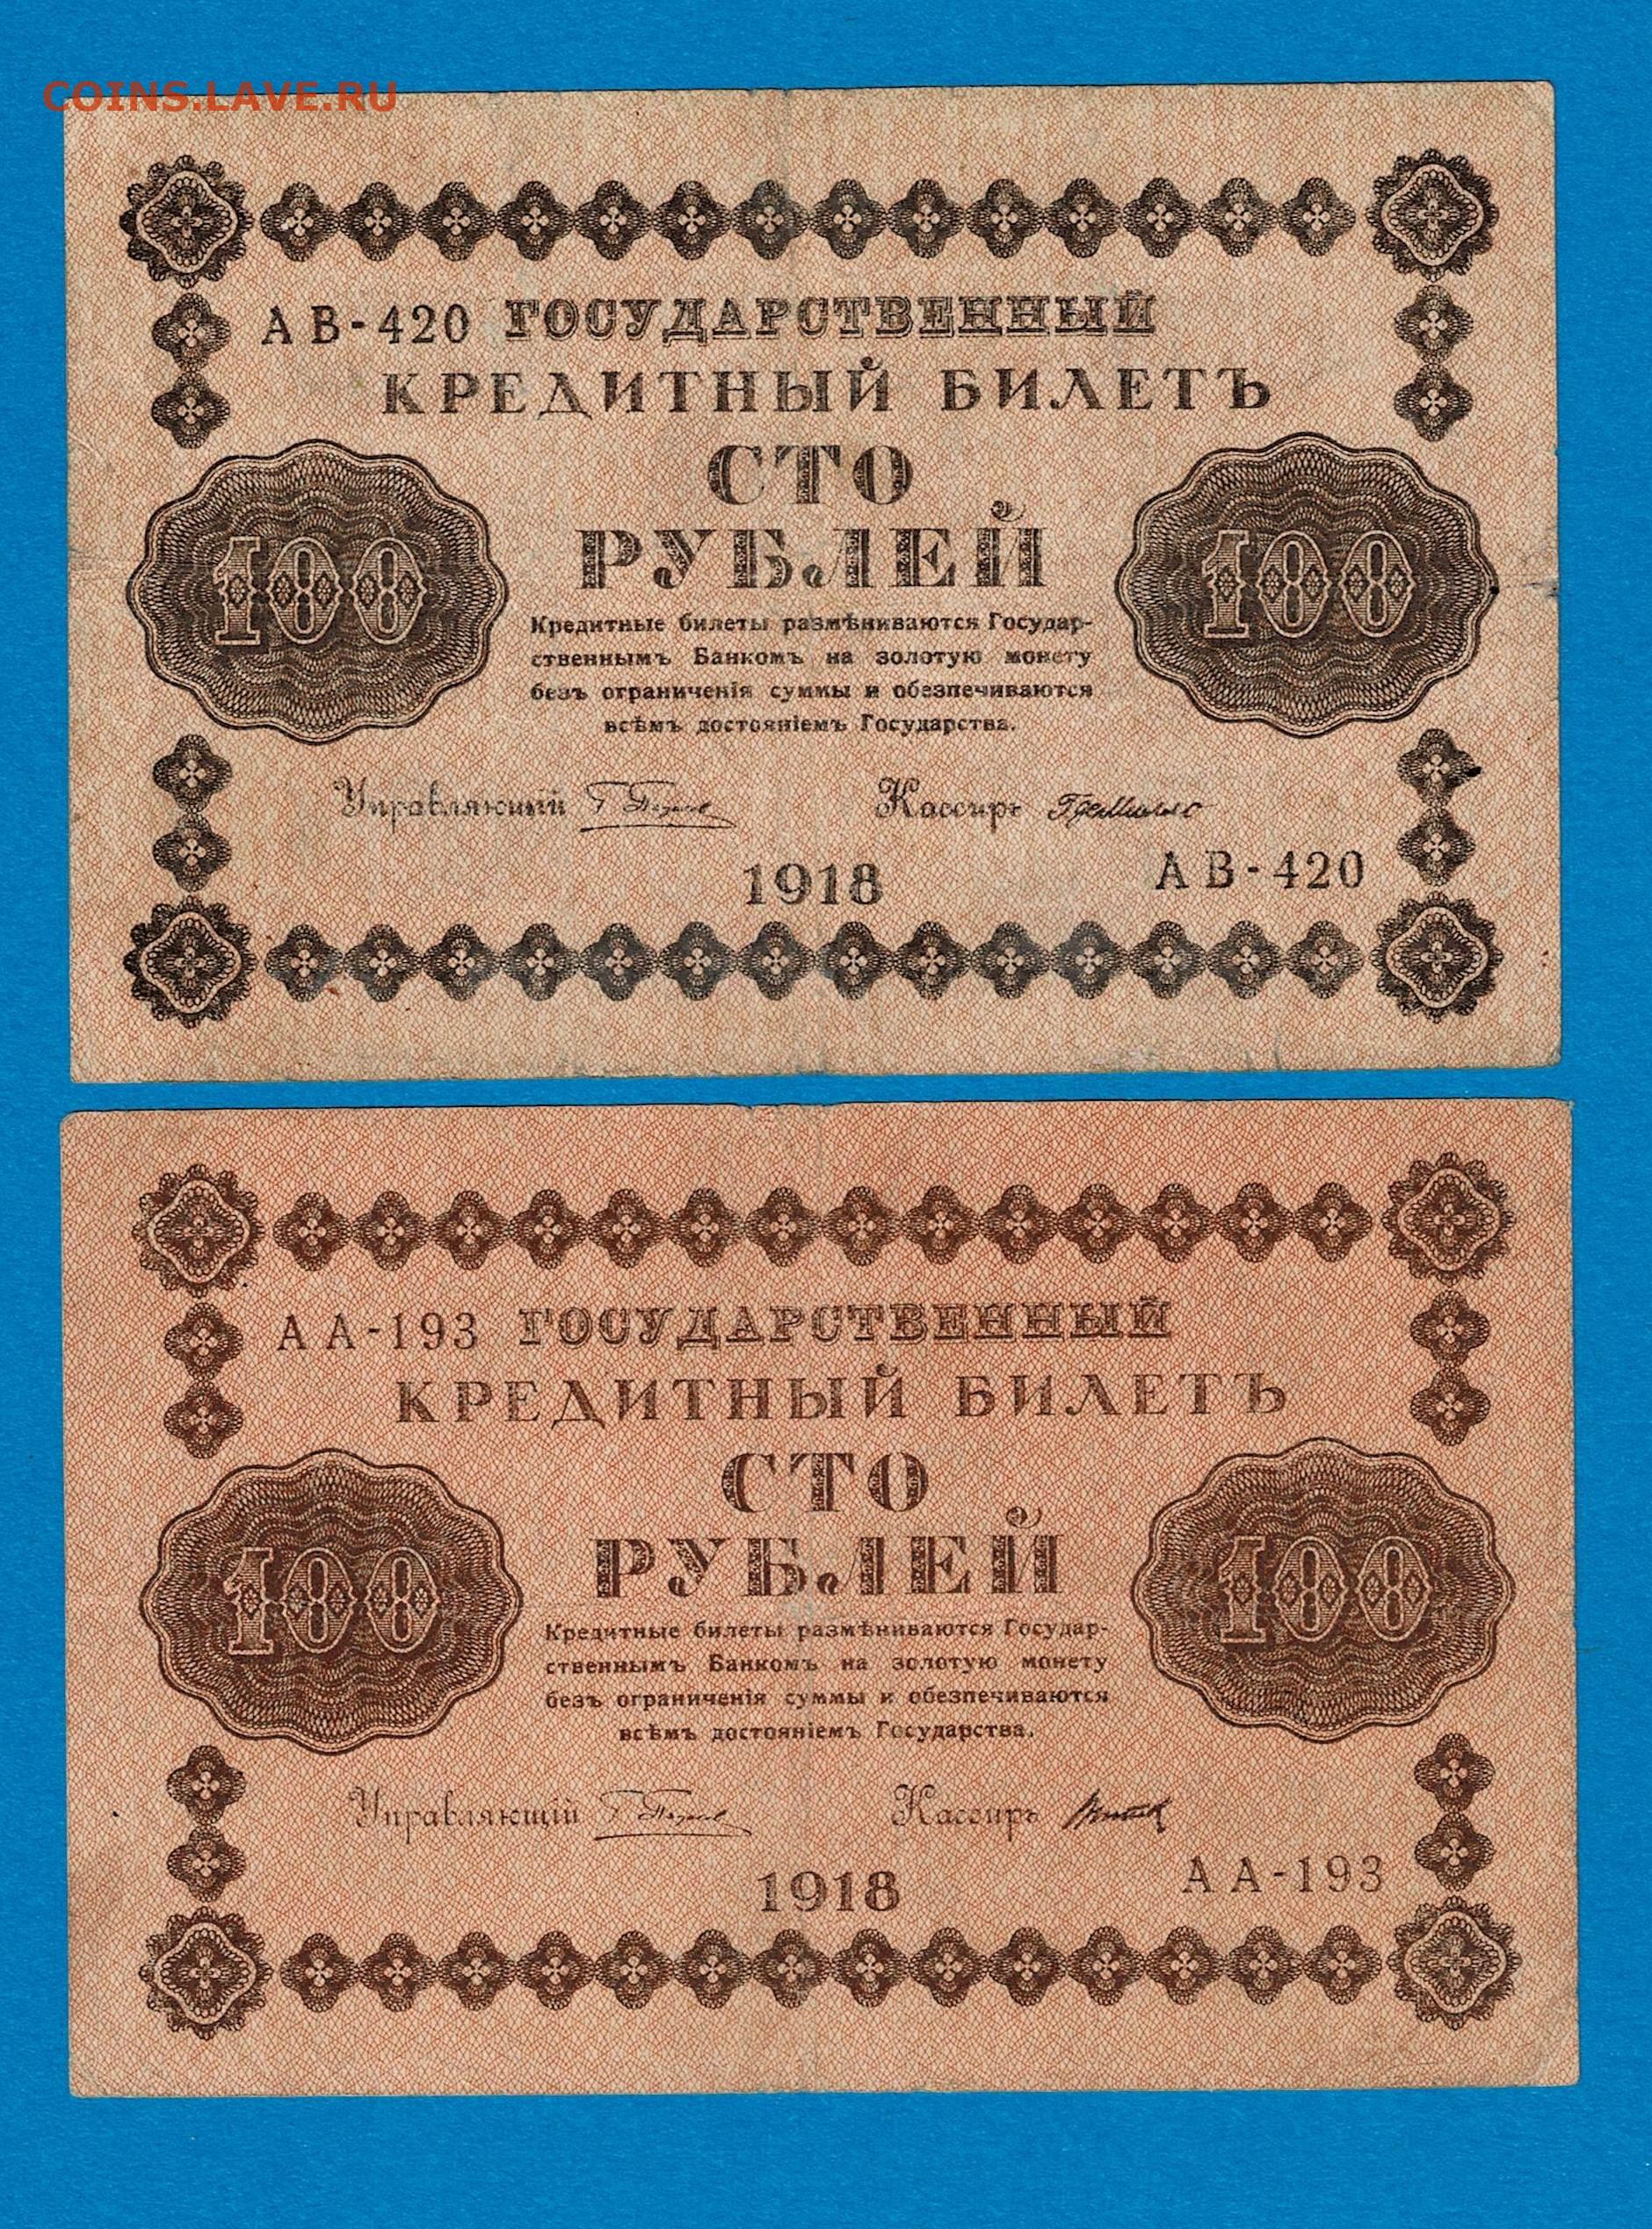 COINS.LAVE.RU
АВ-420 ГОСУДАРСТВЕННЫЙ
КРЕДИТНЫЙ БИЛЕТЪ
СТО
РУБЛЕЙ
100
100
Кредитные билеты размѣниваются Государ-
ственнымъ Банкомъ на золотую монету
безъ ограниченія суммы и обезпечиваются
всѣмъ достояніемъ Государства.
Управляющій
Кассиръ
1918
АВ-420
АА-193 ГОСУДАРСТВЕННЫЙ
КРЕДИТНЫЙ БИЛЕТЪ
СТО
РУБЛЕЙ
100
100
Кредитные билеты размѣниваются Государ-
ственнымъ Банкомъ на золотую монету
безъ ограниченія суммы и обезпечиваются
всѣмъ достояніемъ Государства.
Управляющій
Кассиръ
1918
АА-193